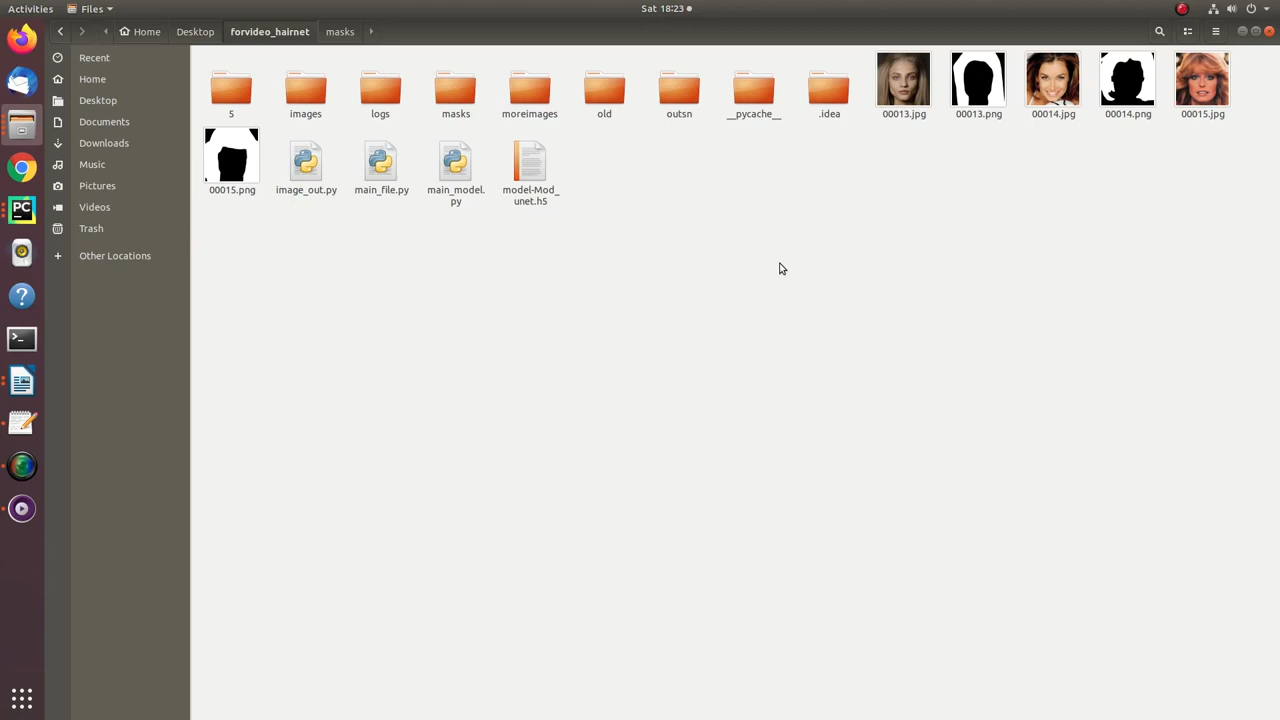 Activities Files Sat 18:23
Home Desktop forvideo_hairnet masks
Recent
Home
Desktop
Documents
Downloads
Music
Pictures
Videos
Trash
Other Locations
5 images logs masks moreimages old outsn __pycache__ .idea 00013.jpg 00013.png 00014.jpg 00014.png 00015.jpg
00015.png image_out.py main_file.py main_model. model-Mod_
py unet.h5
PC